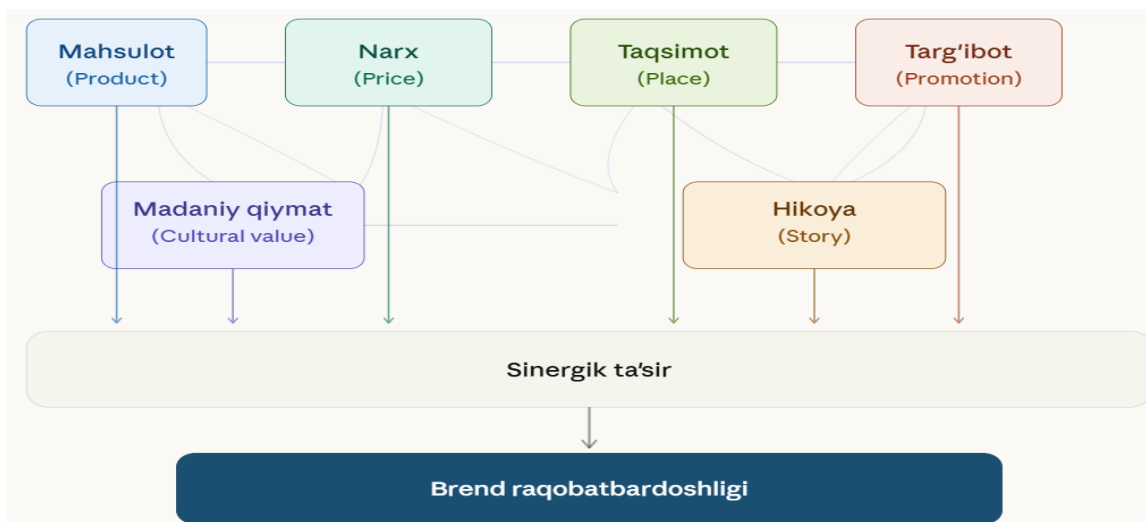 Mahsulot
(Product)
Narx
(Price)
Taqsimot
(Place)
Targ‘ibot
(Promotion)
Madaniy qiymat
(Cultural value)
Hikoya
(Story)
Sinergik ta’sir
Brend raqobatbardoshligi